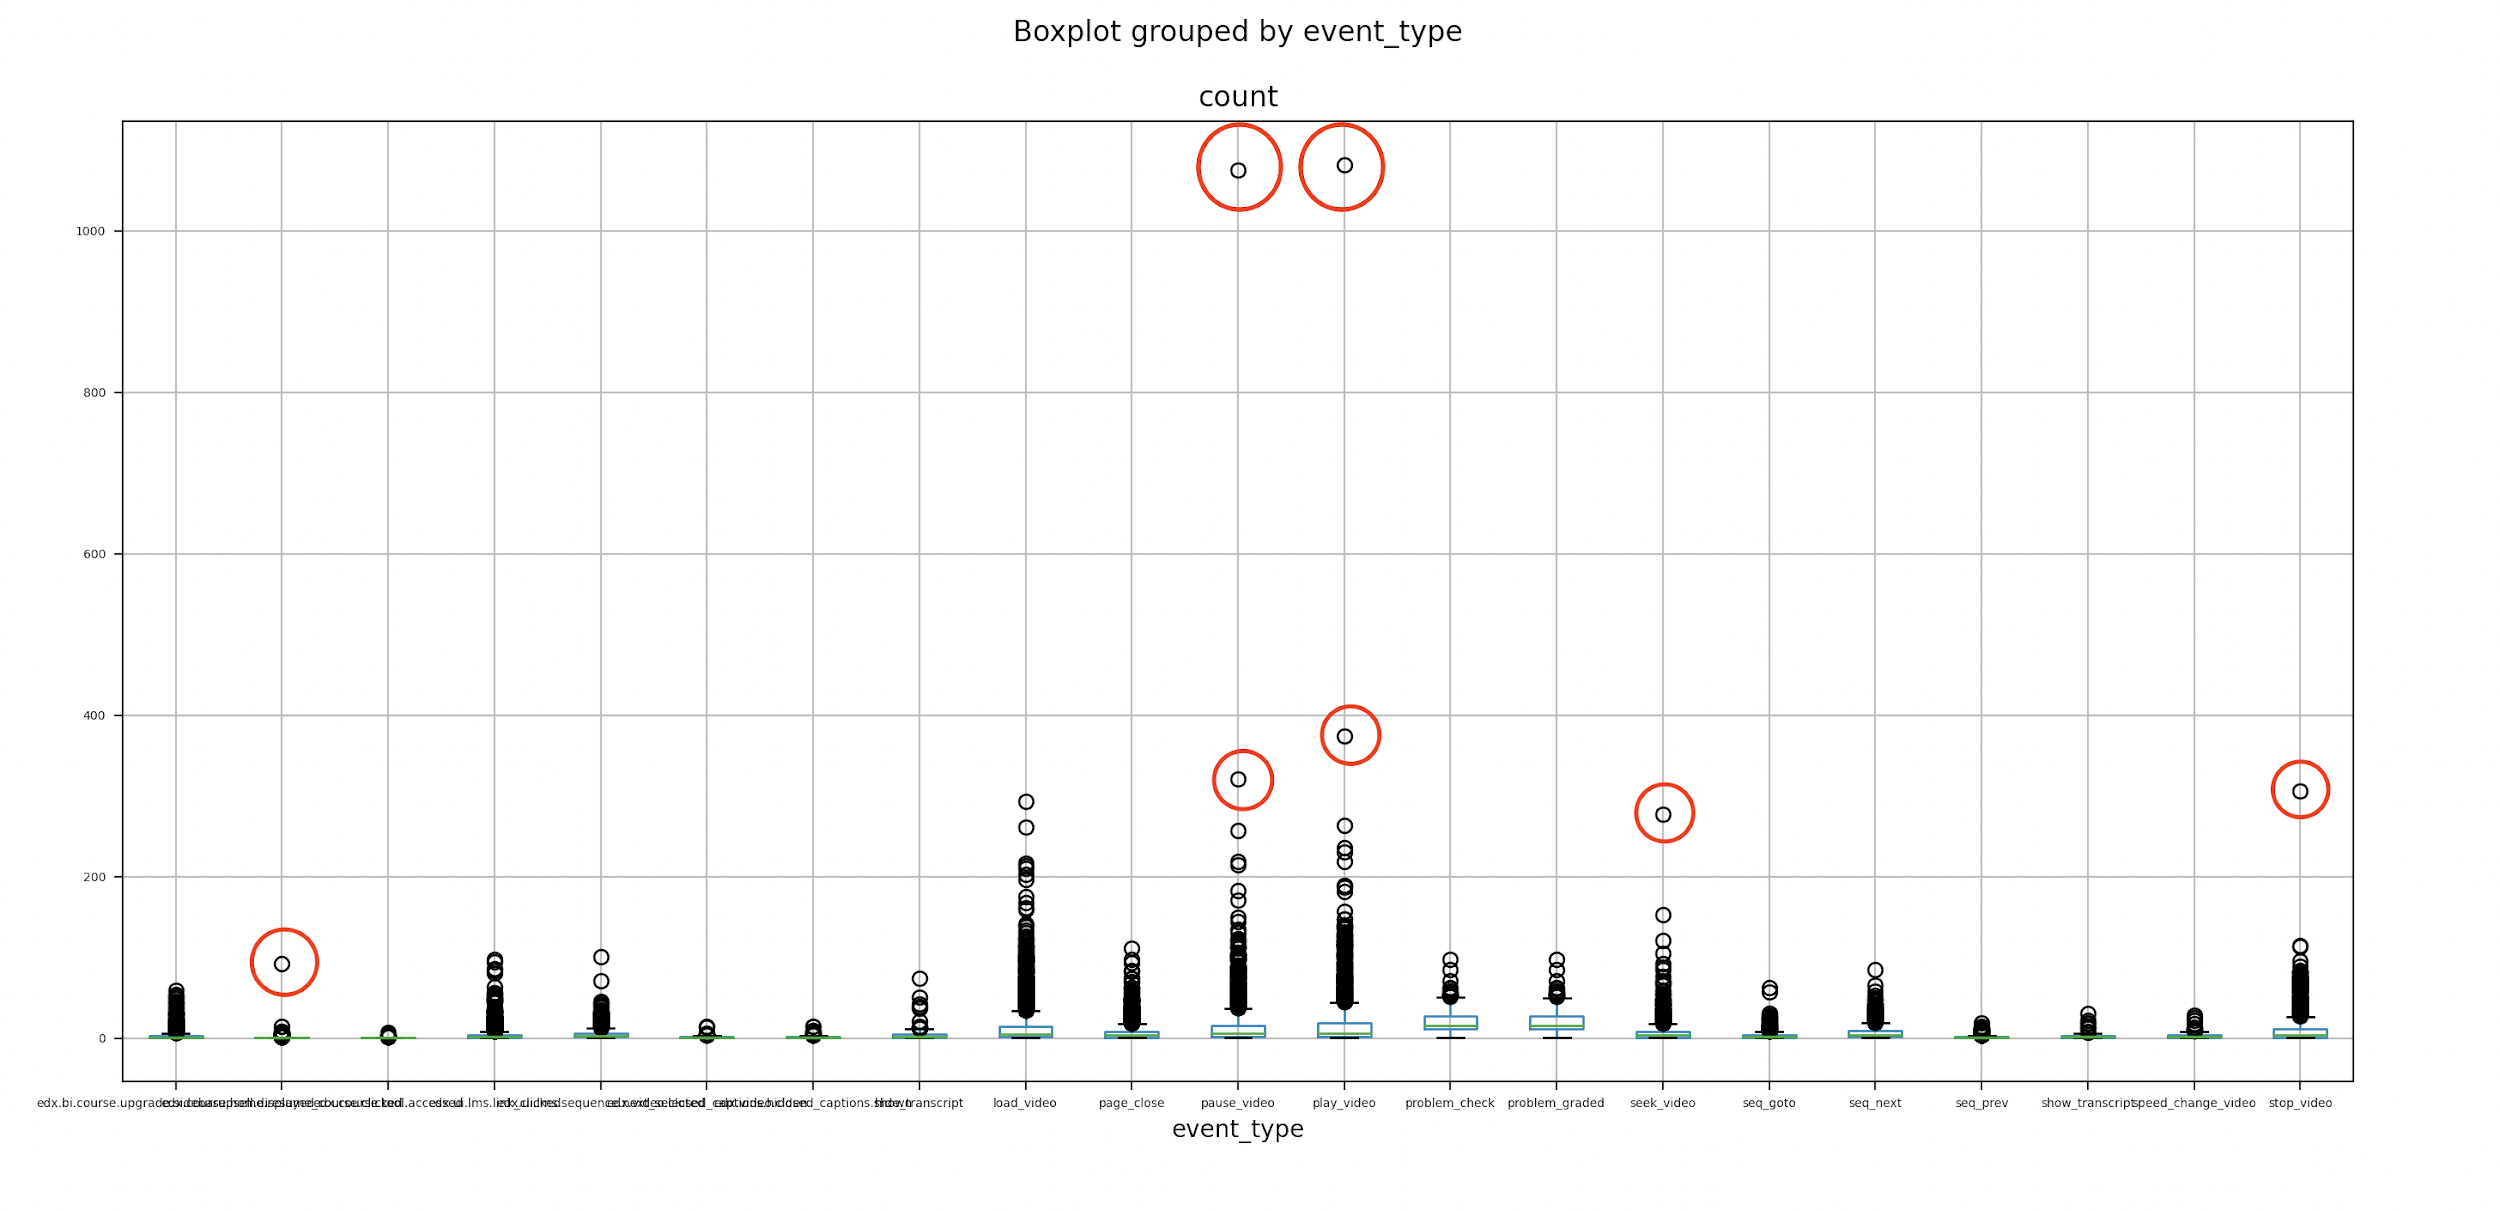 Boxplot grouped by event_type
count
1000
800
600
400
200
0
load_video page_close pause_video play_video problem_check problem_graded seek_video seq_goto seq_next seq_prev show_transcript speed_change_video stop_video
event_type